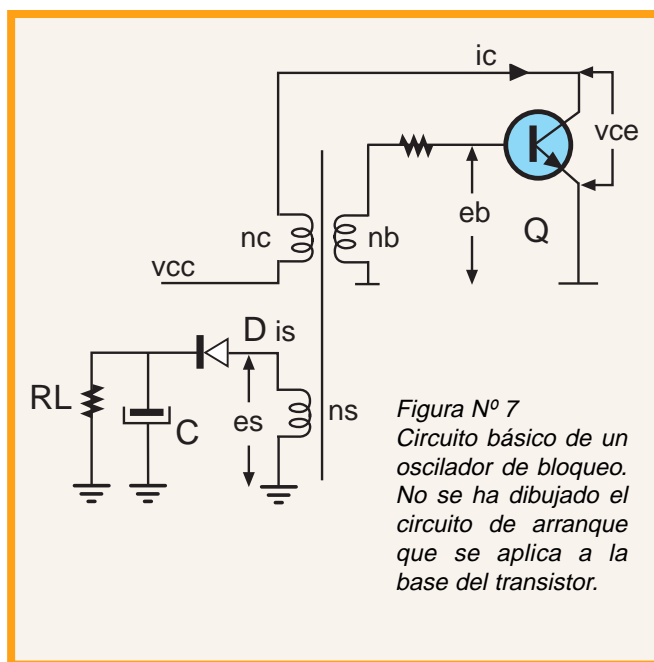 ic
vce
eb
Q
nc
nb
vcc
D is
RL
C
es
ns
Figura Nº 7
Circuito básico de un
oscilador de bloqueo.
No se ha dibujado el
circuito de arranque
que se aplica a la
base del transistor.